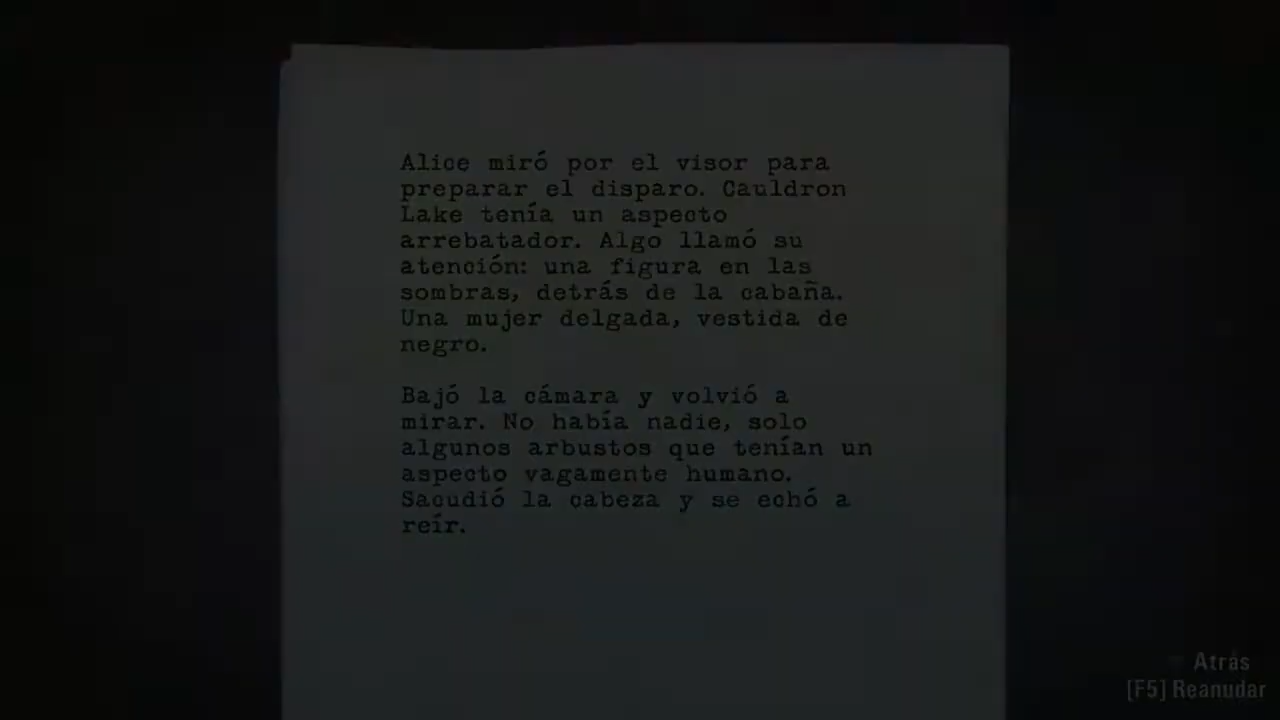 Alice miró por el visor para
preparar el disparo. Cauldron
Lake tenía un aspecto
arrebatador. Algo llamó su
atención: una figura en las
sombras, detrás de la cabaña.
Una mujer delgada, vestida de
negro.

Bajó la cámara y volvió a
mirar. No había nadie, solo
algunos arbustos que tenían un
aspecto vagamente humano.
Sacudió la cabeza y se echó a
reír.

Atrás
[F5] Reanudar